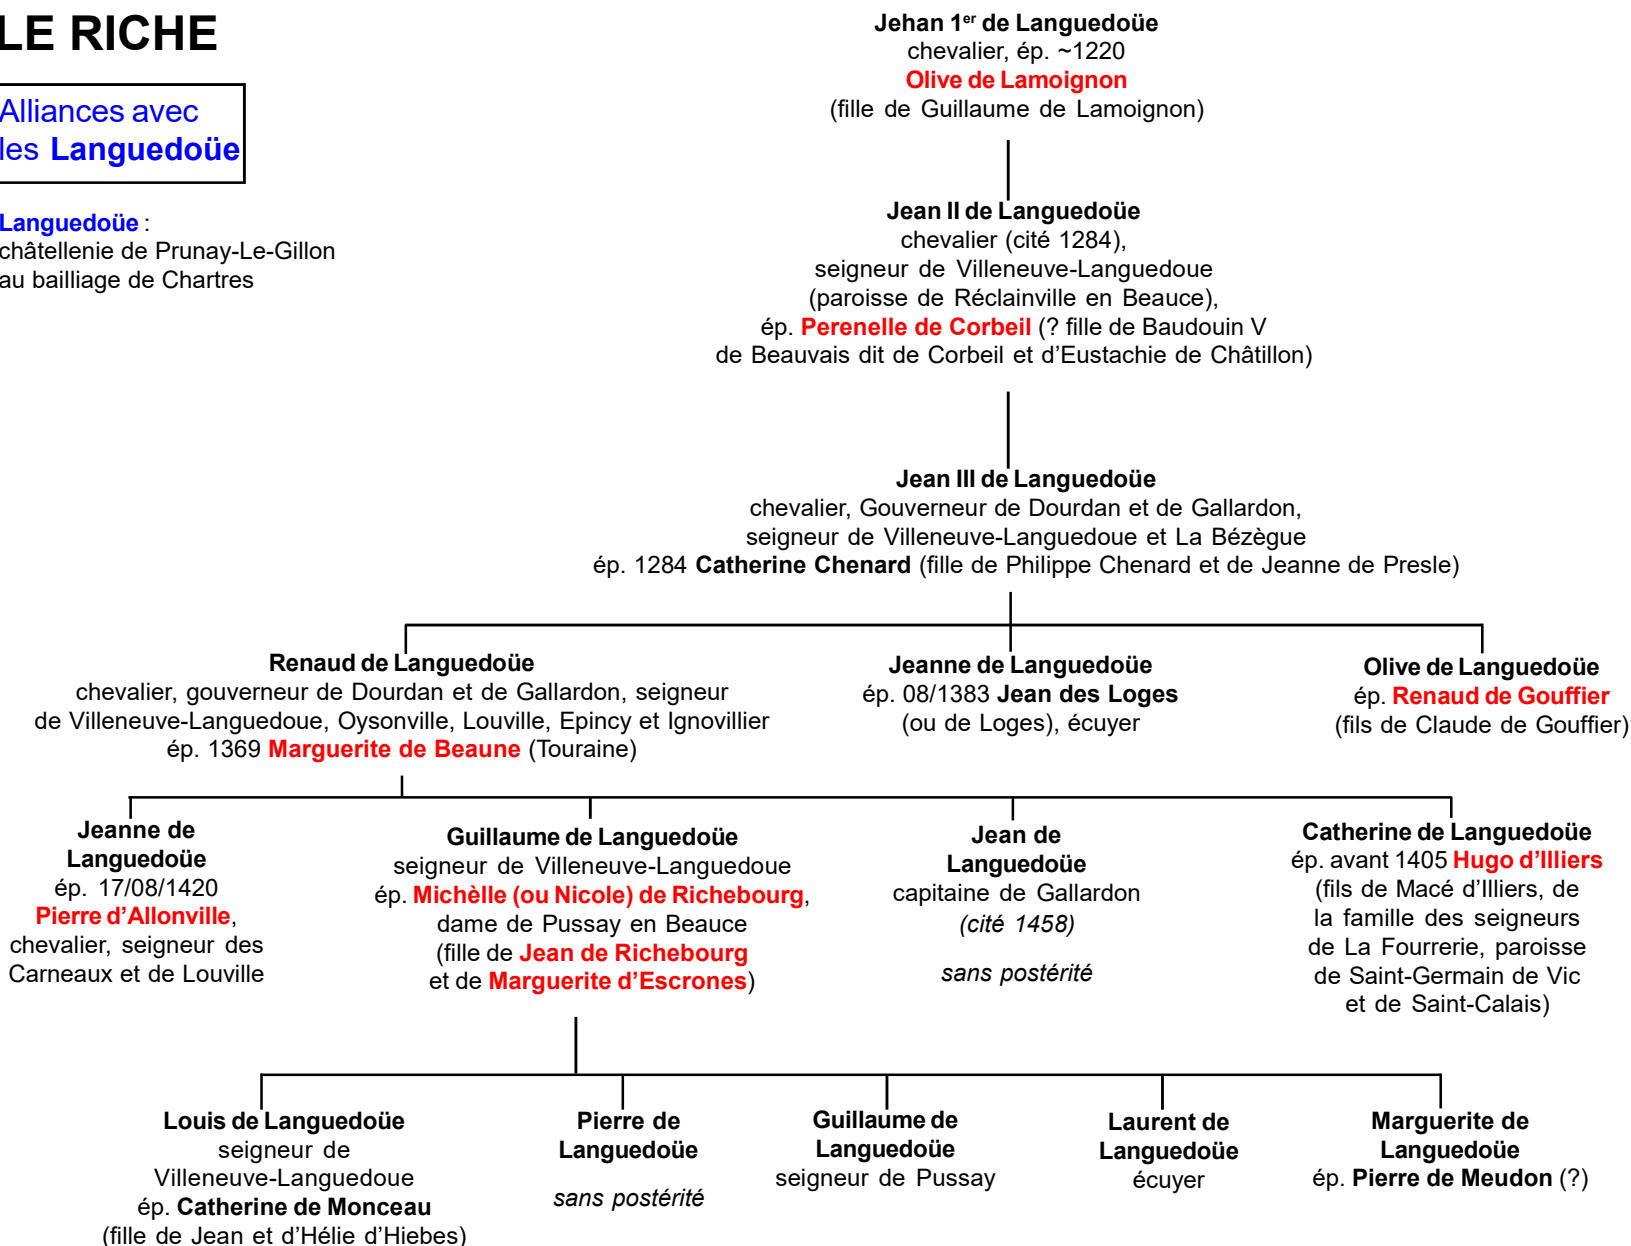 LE RICHE
Alliances avec
les Languedoüe
Languedoüe :
châtellenie de Prunay-Le-Gillon
au bailliage de Chartres
Jehan 1er de Languedoüe
chevalier, ép. ~1220
Olive de Lamoignon
(fille de Guillaume de Lamoignon)
Jean II de Languedoüe
chevalier (cité 1284),
seigneur de Villeneuve-Languedoue
(paroisse de Réclainville en Beauce),
ép. Perenelle de Corbeil (? fille de Baudouin V
de Beauvais dit de Corbeil et d’Eustachie de Châtillon)
Jean III de Languedoüe
chevalier, Gouverneur de Dourdan et de Gallardon,
seigneur de Villeneuve-Languedoue et La Bézègue
ép. 1284 Catherine Chenard (fille de Philippe Chenard et de Jeanne de Presle)
Renaud de Languedoüe
chevalier, gouverneur de Dourdan et de Gallardon, seigneur
de Villeneuve-Languedoue, Oysonville, Louville, Epincy et Ignovillier
ép. 1369 Marguerite de Beaune (Touraine)
Jeanne de Languedoüe
ép. 08/1383 Jean des Loges
(ou de Loges), écuyer
Olive de Languedoüe
ép. Renaud de Gouffier
(fils de Claude de Gouffier)
Jeanne de
Languedoüe
ép. 17/08/1420
Pierre d’Allonville,
chevalier, seigneur des
Carneaux et de Louville
Guillaume de Languedoüe
seigneur de Villeneuve-Languedoue
ép. Michèlle (ou Nicole) de Richebourg,
dame de Pussay en Beauce
(fille de Jean de Richebourg
et de Marguerite d’Escrones)
Jean de
Languedoüe
capitaine de Gallardon
(cité 1458)
sans postérité
Catherine de Languedoüe
ép. avant 1405 Hugo d’Illiers
(fils de Macé d’Illiers, de
la famille des seigneurs
de La Fourrerie, paroisse
de Saint-Germain de Vic
et de Saint-Calais)
Louis de Languedoüe
seigneur de
Villeneuve-Languedoue
ép. Catherine de Monceau
(fille de Jean et d’Hélie d’Hiebes)
Pierre de
Languedoüe
sans postérité
Guillaume de
Languedoüe
seigneur de Pussay
Laurent de
Languedoüe
écuyer
Marguerite de
Languedoüe
ép. Pierre de Meudon (?)